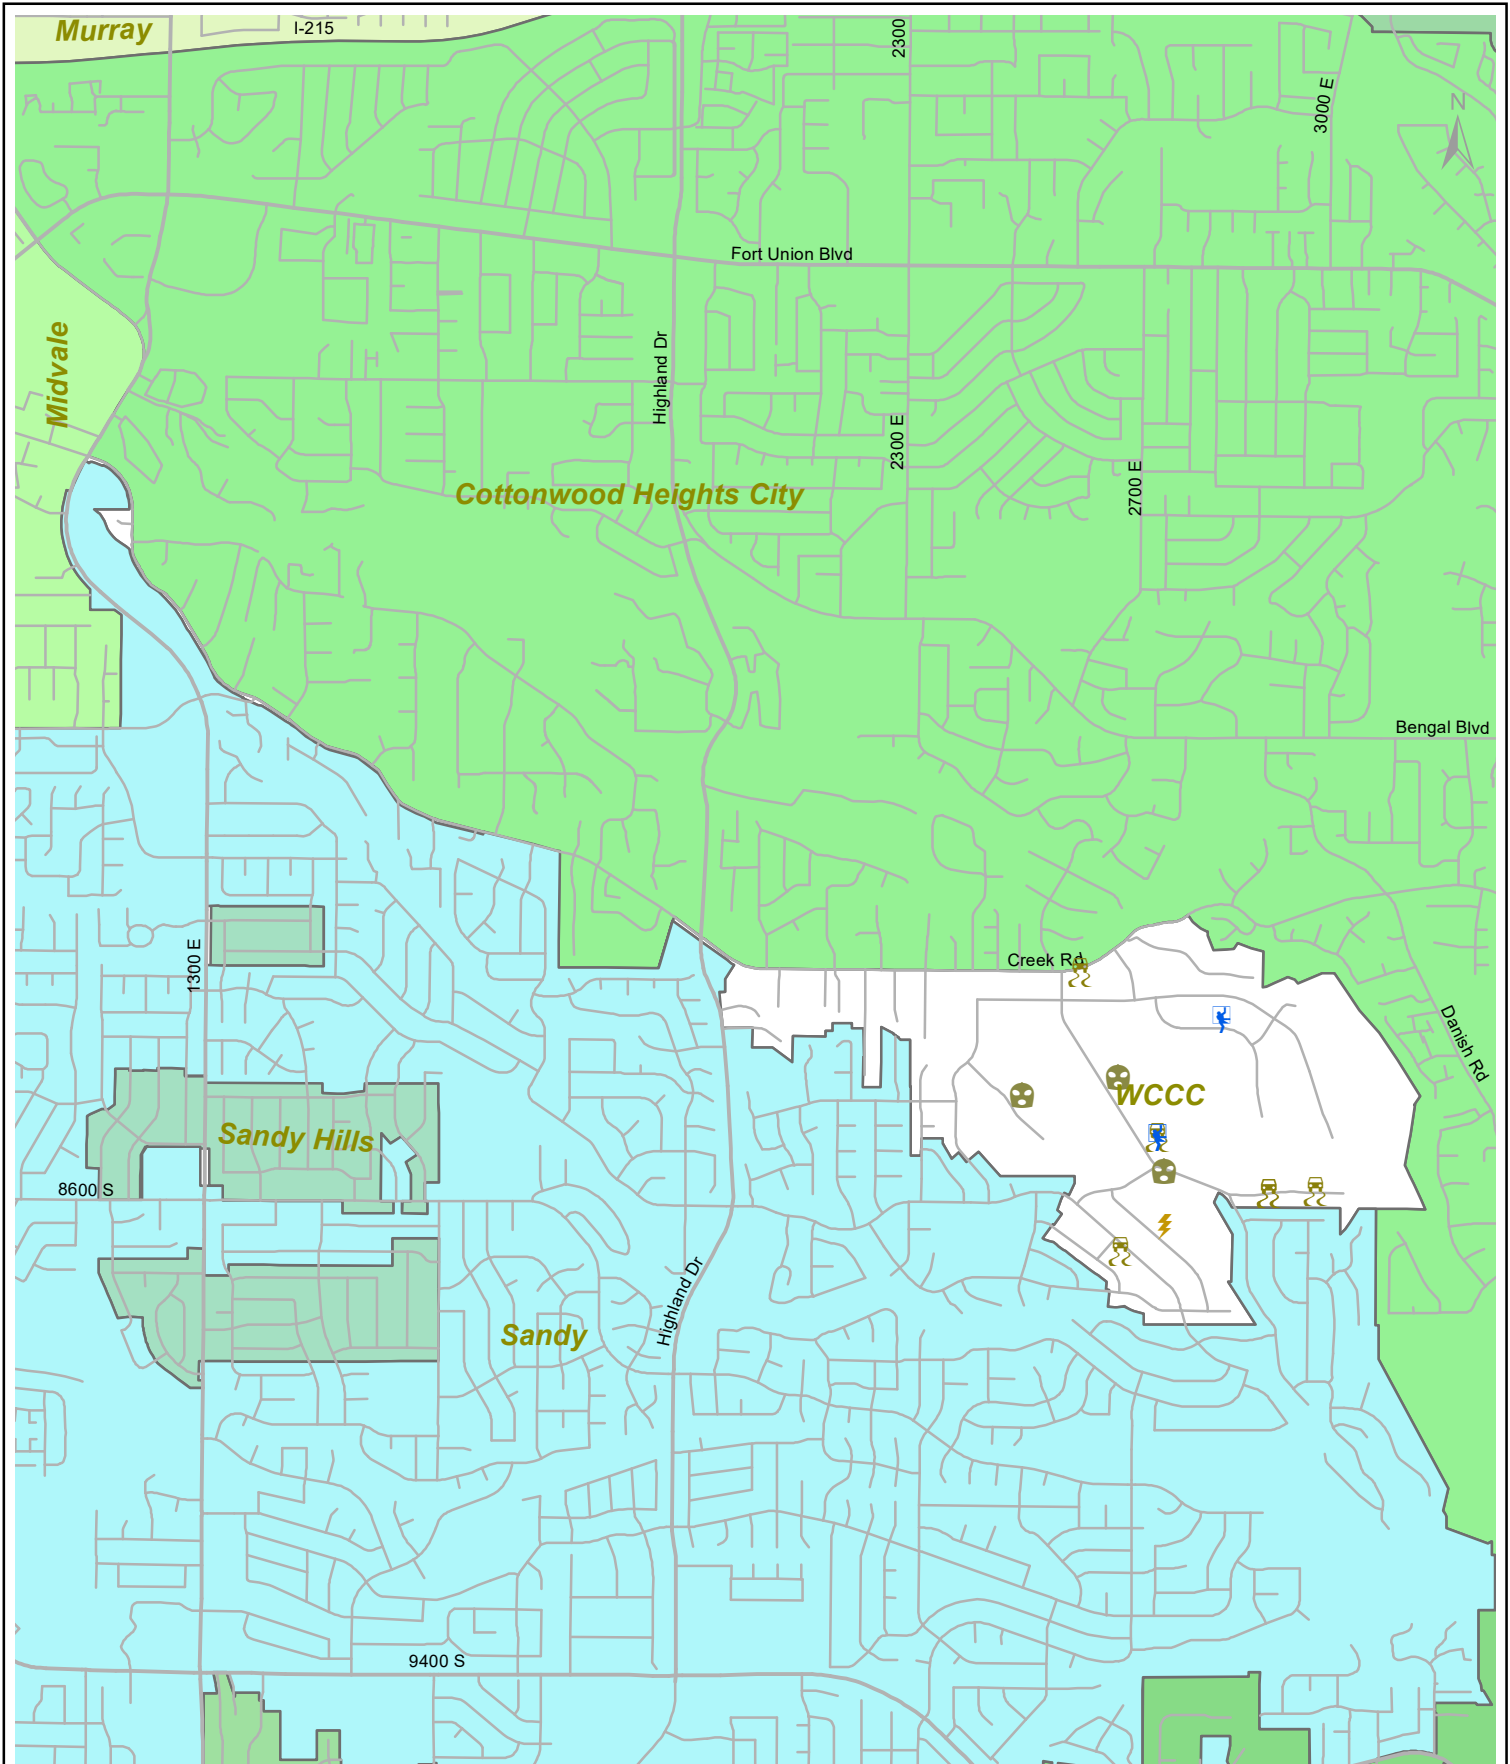 Murray
I-215
2300
3000 E
N
Fort Union Blvd
Midvale
Highland Dr
2300 E
2700 E
Cottonwood Heights City
Bengal Blvd
1300 E
Creek Rd
Danish Rd
WCCC
Sandy Hills
8600 S
Highland Dr
Sandy
9400 S